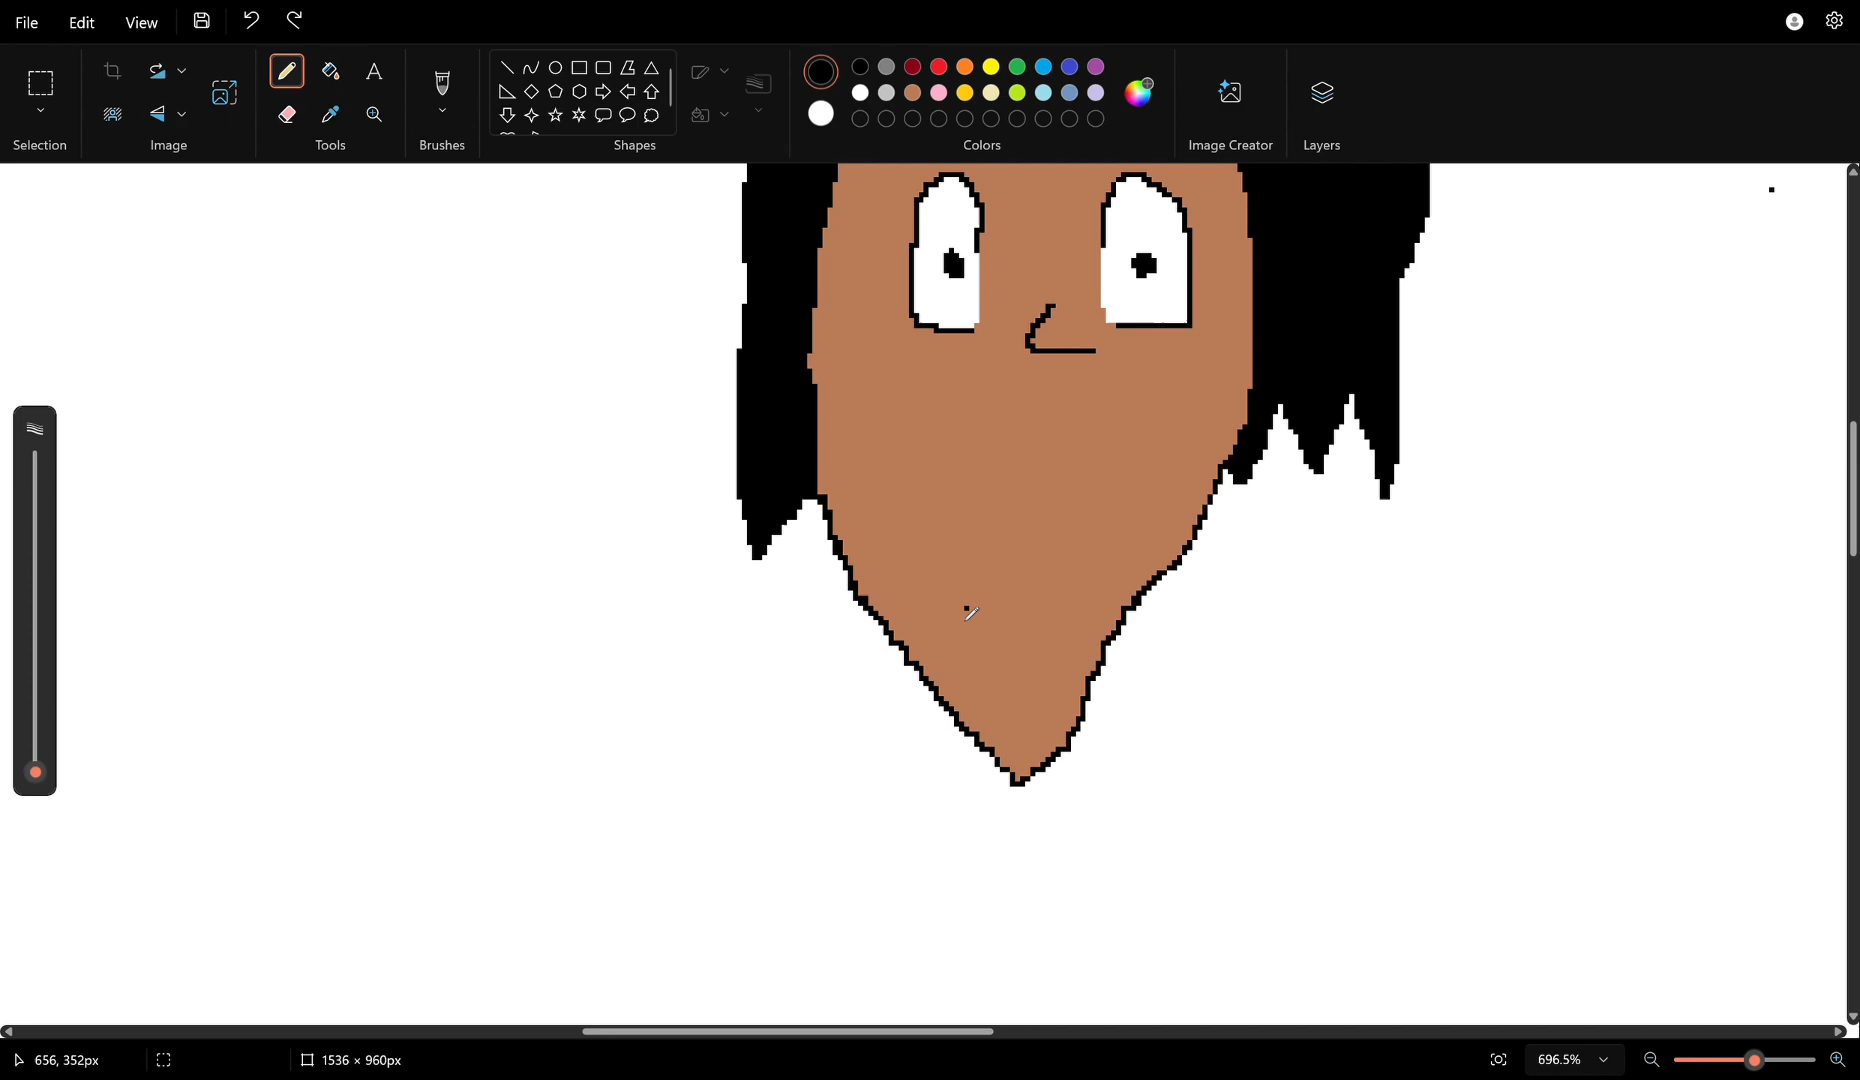 File Edit View
Selection Image Tools Brushes Shapes Colors Image Creator Layers
656, 352px 1536 × 960px 696.5%